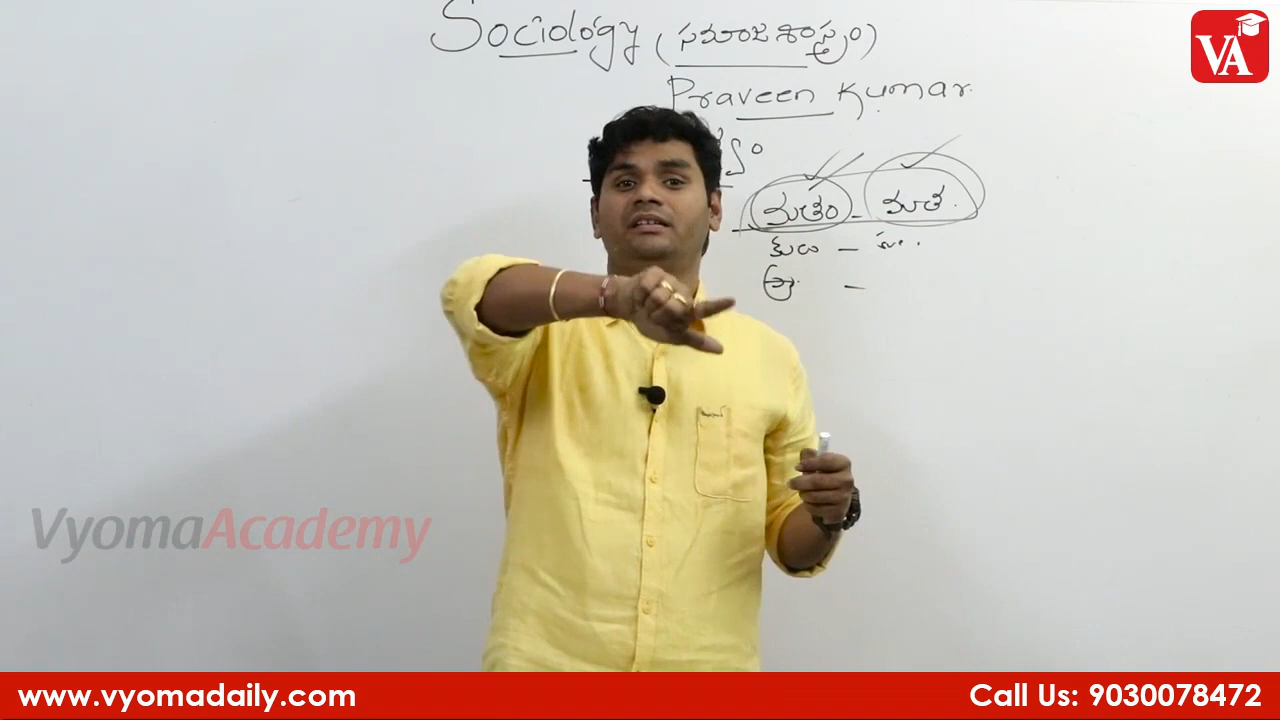 Sociology (సమాజశాస్త్రం)
VA
Praveen Kumar.
మతం - మత.
కులం -
VyomaAcademy
www.vyomadaily.com
Call Us: 9030078472